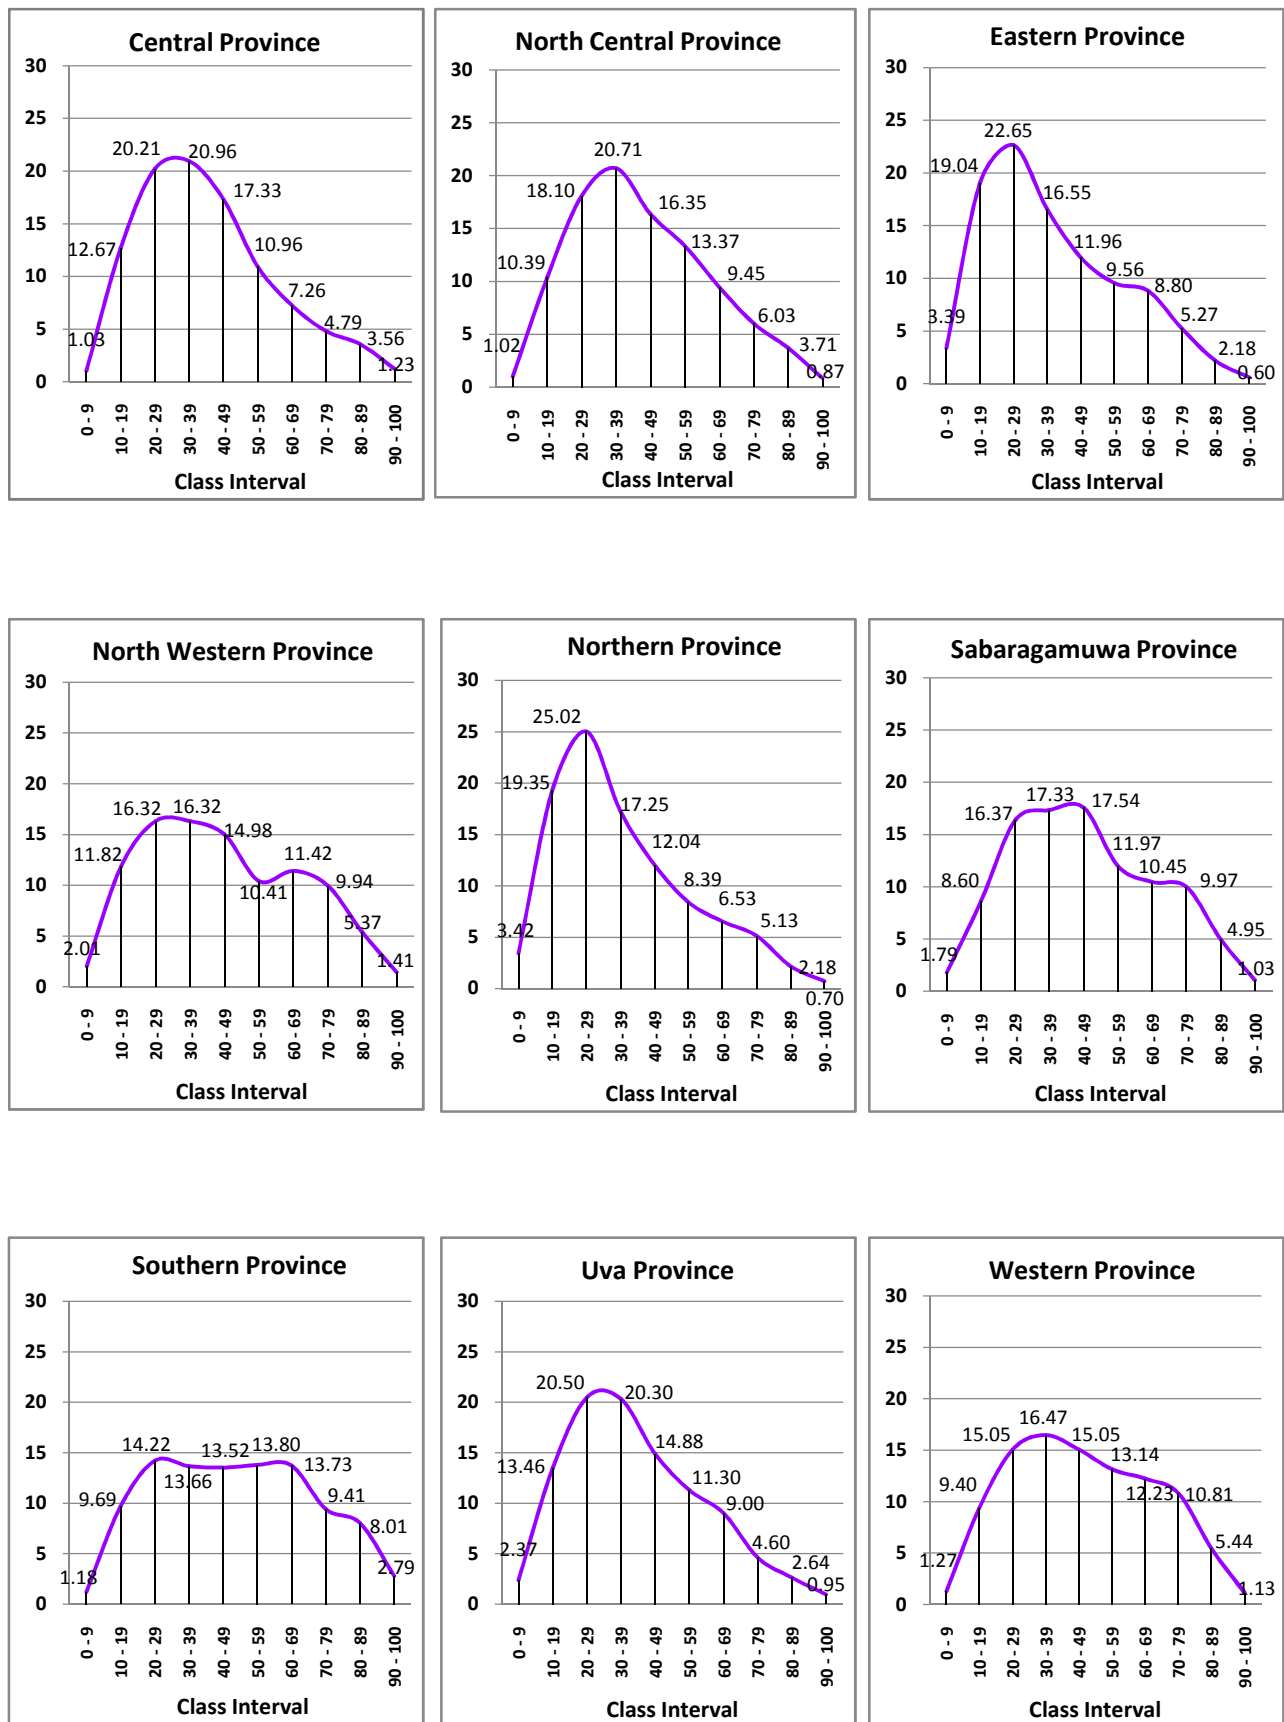 Central Province
30
25
20
15
10
5
0
1.03
12.67
20.21
20.96
17.33
10.96
7.26
4.79
3.56
1.23
0 - 9
10 - 19
20 - 29
30 - 39
40 - 49
50 - 59
60 - 69
70 - 79
80 - 89
90 - 100
Class Interval
North Central Province
30
25
20
15
10
5
0
1.02
10.39
18.10
20.71
16.35
13.37
9.45
6.03
3.71
0.87
0 - 9
10 - 19
20 - 29
30 - 39
40 - 49
50 - 59
60 - 69
70 - 79
80 - 89
90 - 100
Class Interval
Eastern Province
30
25
20
15
10
5
0
3.39
19.04
22.65
16.55
11.96
9.56
8.80
5.27
2.18
0.60
0 - 9
10 - 19
20 - 29
30 - 39
40 - 49
50 - 59
60 - 69
70 - 79
80 - 89
90 - 100
Class Interval
North Western Province
30
25
20
15
10
5
0
2.01
11.82
16.32
16.32
14.98
10.41
11.42
9.94
5.37
1.41
0 - 9
10 - 19
20 - 29
30 - 39
40 - 49
50 - 59
60 - 69
70 - 79
80 - 89
90 - 100
Class Interval
Northern Province
30
25
20
15
10
5
0
3.42
19.35
25.02
17.25
12.04
8.39
6.53
5.13
2.18
0.70
0 - 9
10 - 19
20 - 29
30 - 39
40 - 49
50 - 59
60 - 69
70 - 79
80 - 89
90 - 100
Class Interval
Sabaragamuwa Province
30
25
20
15
10
5
0
1.79
8.60
16.37
17.33
17.54
11.97
10.45
9.97
4.95
1.03
0 - 9
10 - 19
20 - 29
30 - 39
40 - 49
50 - 59
60 - 69
70 - 79
80 - 89
90 - 100
Class Interval
Southern Province
30
25
20
15
10
5
0
1.18
9.69
14.22
13.66
13.52
13.80
13.73
9.41
8.01
2.79
0 - 9
10 - 19
20 - 29
30 - 39
40 - 49
50 - 59
60 - 69
70 - 79
80 - 89
90 - 100
Class Interval
Uva Province
30
25
20
15
10
5
0
2.37
13.46
20.50
20.30
14.88
11.30
9.00
4.60
2.64
0.95
0 - 9
10 - 19
20 - 29
30 - 39
40 - 49
50 - 59
60 - 69
70 - 79
80 - 89
90 - 100
Class Interval
Western Province
30
25
20
15
10
5
0
1.27
9.40
15.05
16.47
15.05
13.14
12.23
10.81
5.44
1.13
0 - 9
10 - 19
20 - 29
30 - 39
40 - 49
50 - 59
60 - 69
70 - 79
80 - 89
90 - 100
Class Interval